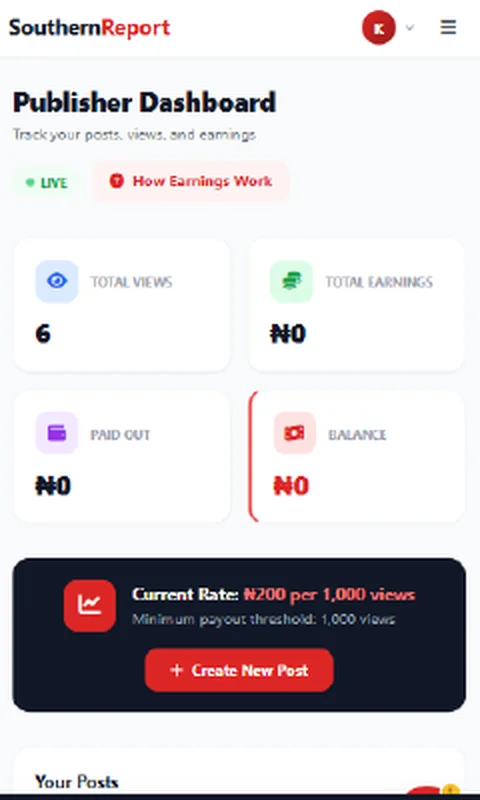 SouthernReport
K
Publisher Dashboard
Track your posts, views, and earnings
LIVE
How Earnings Work
TOTAL VIEWS
6
TOTAL EARNINGS
₦0
PAID OUT
₦0
BALANCE
₦0
Current Rate: ₦200 per 1,000 views
Minimum payout threshold: 1,000 views
+ Create New Post
Your Posts